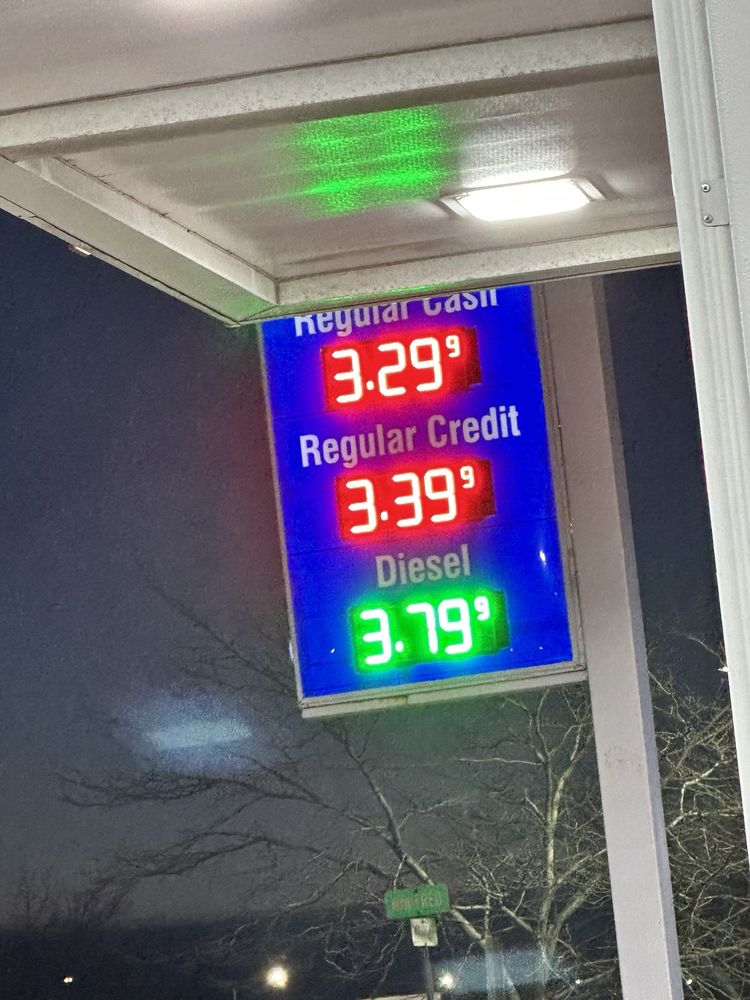 Regular Cash
3.29⁹
Regular Credit
3.39⁹
Diesel
3.79⁹